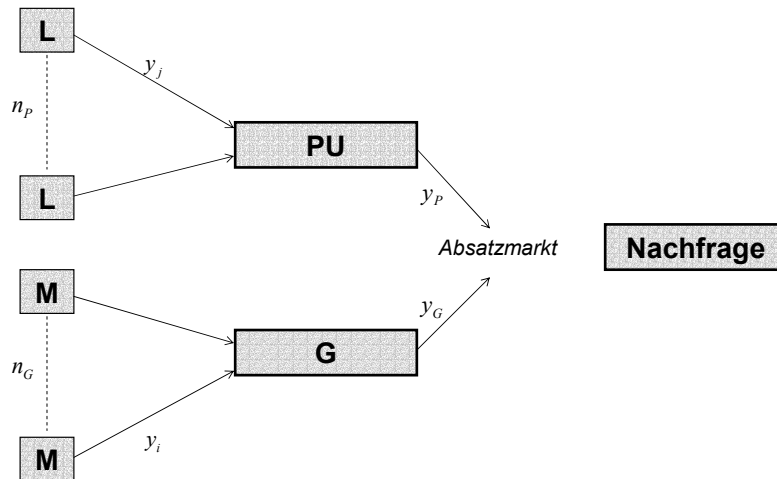 L
y_j
n_P
PU
L
y_P
Absatzmarkt
Nachfrage
M
y_G
G
n_G
M
y_i